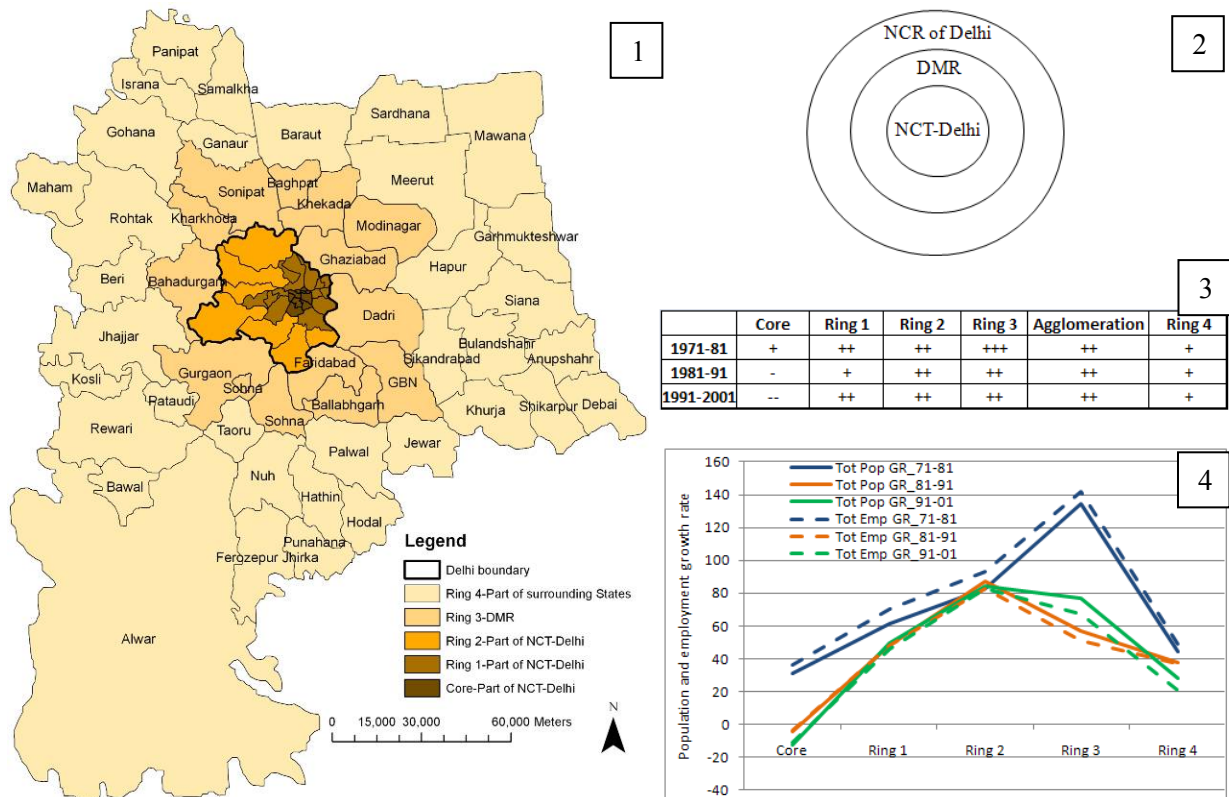 1
Panipat
Israna
Samalkha
Gohana
Ganaur
Baraut
Sardhana
Mawana
Maham
Rohtak
Sonipat
Baghpat
Khekada
Meerut
Kharkhoda
Modinagar
Garhmukteshwar
Beri
Bahadurgarh
Ghaziabad
Hapur
Siana
Jhajjar
Dadri
Bulandshahr
Sikandrabad
Anupshahr
Kosli
Gurgaon
Faridabad
GBN
Sohna
Ballabhgarh
Pataudi
Khurja
Shikarpur
Debai
Rewari
Taoru
Sohna
Palwal
Jewar
Bawal
Nuh
Hathin
Hodal
Punahana
Ferozepur Jhirka
Alwar
Legend
Delhi boundary
Ring 4-Part of surrounding States
Ring 3-DMR
Ring 2-Part of NCT-Delhi
Ring 1-Part of NCT-Delhi
Core-Part of NCT-Delhi
0 15,000 30,000 60,000 Meters
N
2
NCR of Delhi
DMR
NCT-Delhi
3
Core Ring 1 Ring 2 Ring 3 Agglomeration Ring 4
1971-81 + ++ ++ +++ ++ +
1981-91 - + ++ ++ ++ +
1991-2001 -- ++ ++ ++ ++ +
4
Population and employment growth rate
160
140
120
100
80
60
40
20
0
-20
-40
Tot Pop GR_71-81
Tot Pop GR_81-91
Tot Pop GR_91-01
Tot Emp GR_71-81
Tot Emp GR_81-91
Tot Emp GR_91-01
Core Ring 1 Ring 2 Ring 3 Ring 4